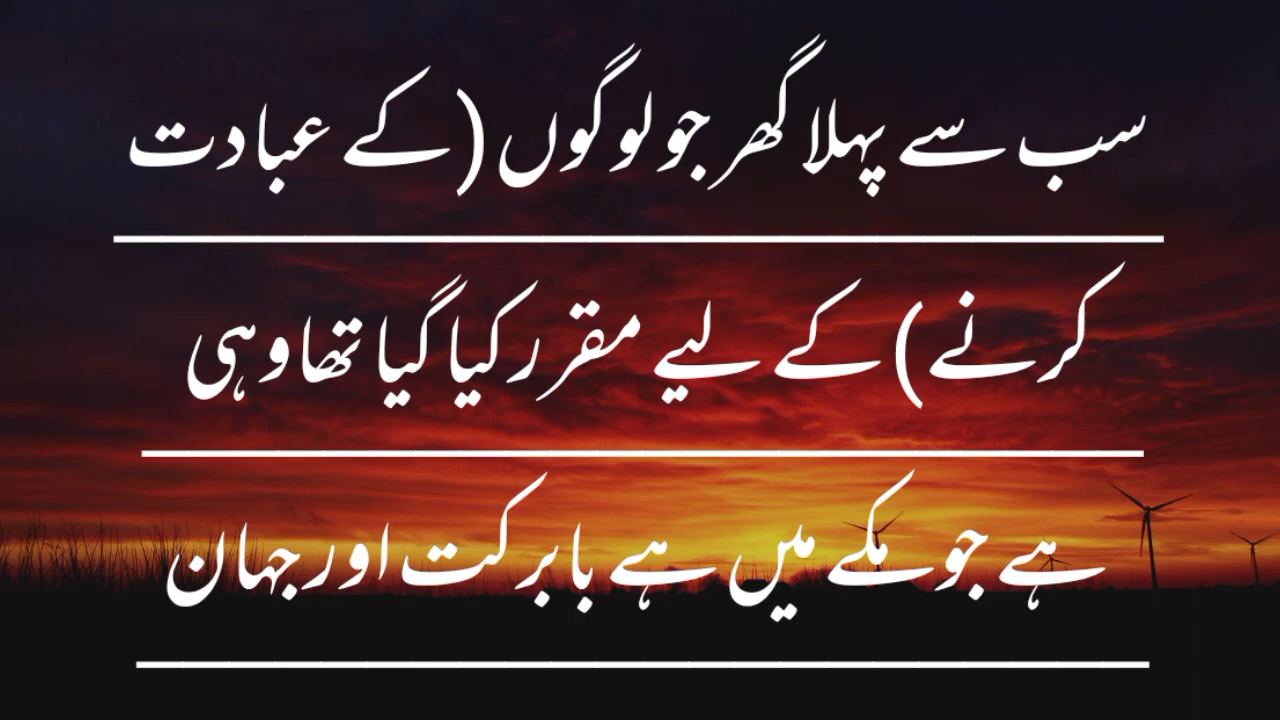 سب سے پہلا گھر جو لوگوں (کے عبادت
کرنے) کے لیے مقرر کیا گیا تھا وہی
ہے جو مکے میں ہے بابرکت اور جہان